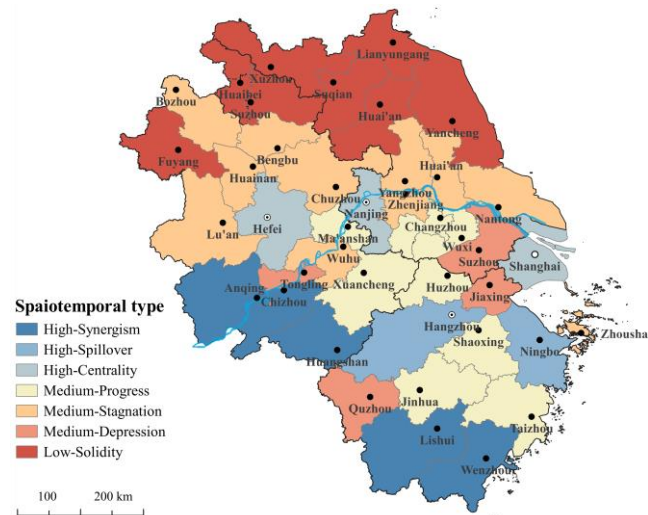 Lianyungang
Xuzhou
Huaibei
Suqian
Bozhou
Suzhou
Huai'an
Yancheng
Fuyang
Bengbu
Huainan
Huai'an
Chuzhou
Yangzhou
Zhenjiang
Nanjing
Nantong
Hefei
Lu'an
Changzhou
Ma'anshan
Wuxi
Wuhu
Suzhou
Shanghai
Anqing
Tongling
Xuancheng
Huzhou
Jiaxing
Chizhou
Hangzhou
Zhousha
Shaoxing
Ningbo
Huangshan
Jinhua
Quzhou
Taizhou
Lishui
Wenzhou
Spaiotemporal type
High-Synergism
High-Spillover
High-Centrality
Medium-Progress
Medium-Stagnation
Medium-Depression
Low-Solidity
100 200 km